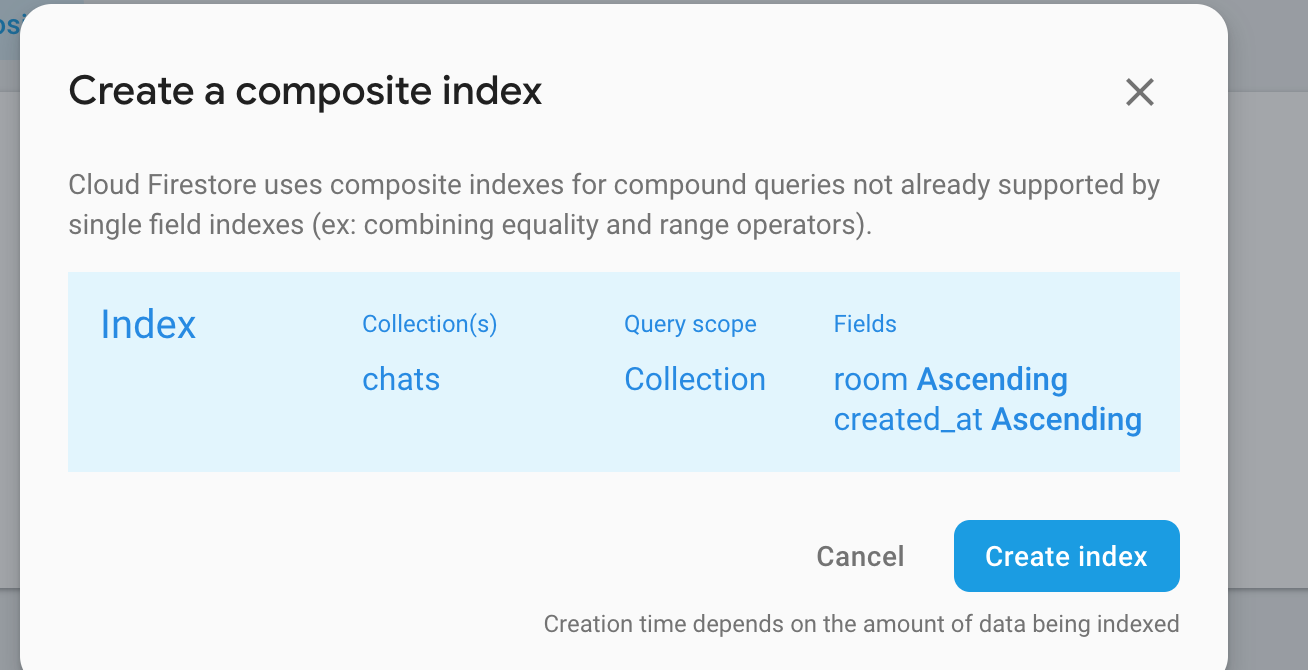 Create a composite index
Cloud Firestore uses composite indexes for compound queries not already supported by
single field indexes (ex: combining equality and range operators).
Index
Collection(s)
chats
Query scope
Collection
Fields
room Ascending
created_at Ascending
Cancel
Create index
Creation time depends on the amount of data being indexed